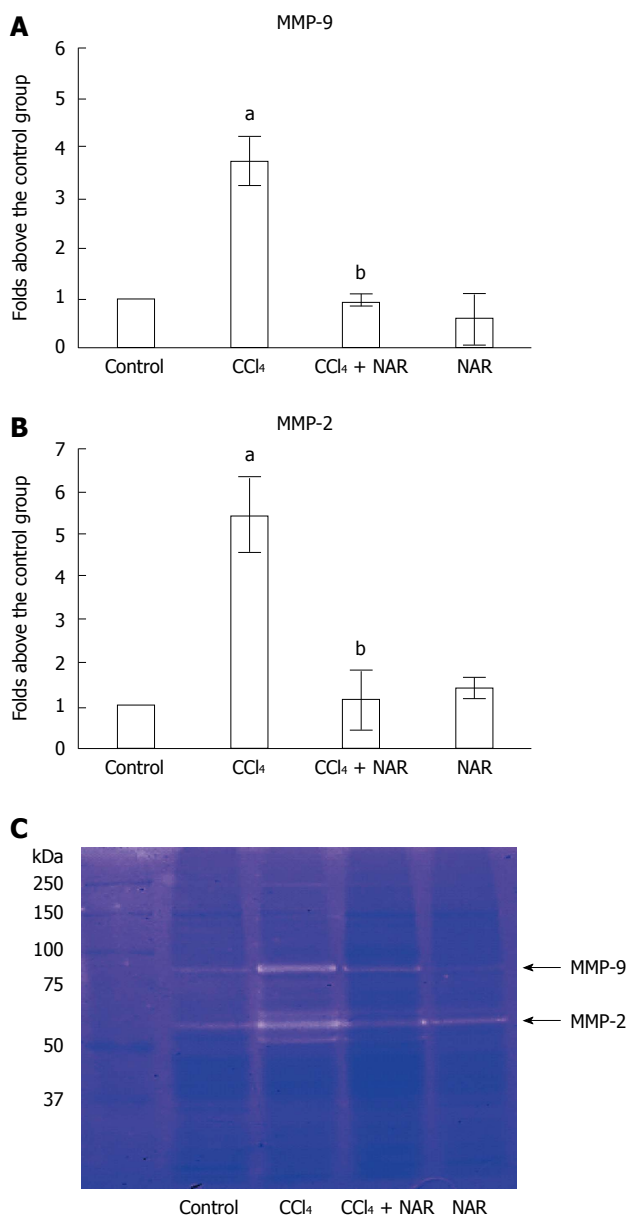 A
MMP-9
Folds above the control group
6
5
4
3
2
1
0
a
b
Control CCl₄ CCl₄ + NAR NAR
B
MMP-2
Folds above the control group
7
6
5
4
3
2
1
0
a
b
Control CCl₄ CCl₄ + NAR NAR
C
kDa
250
150
100
75
50
37
MMP-9
MMP-2
Control CCl₄ CCl₄ + NAR NAR